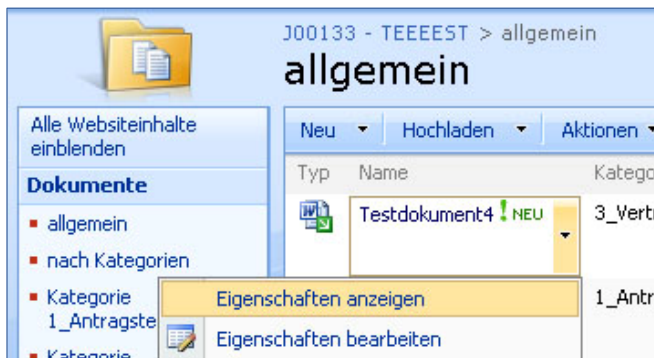 J00133 - TEEEEST > allgemein
allgemein
Alle Websiteinhalte
einblenden
Neu Hochladen Aktionen
Dokumente
Typ Name
allgemein
Testdokument4 ! NEU
nach Kategorien
Kategorie
Eigenschaften anzeigen
Eigenschaften bearbeiten
Kategorie